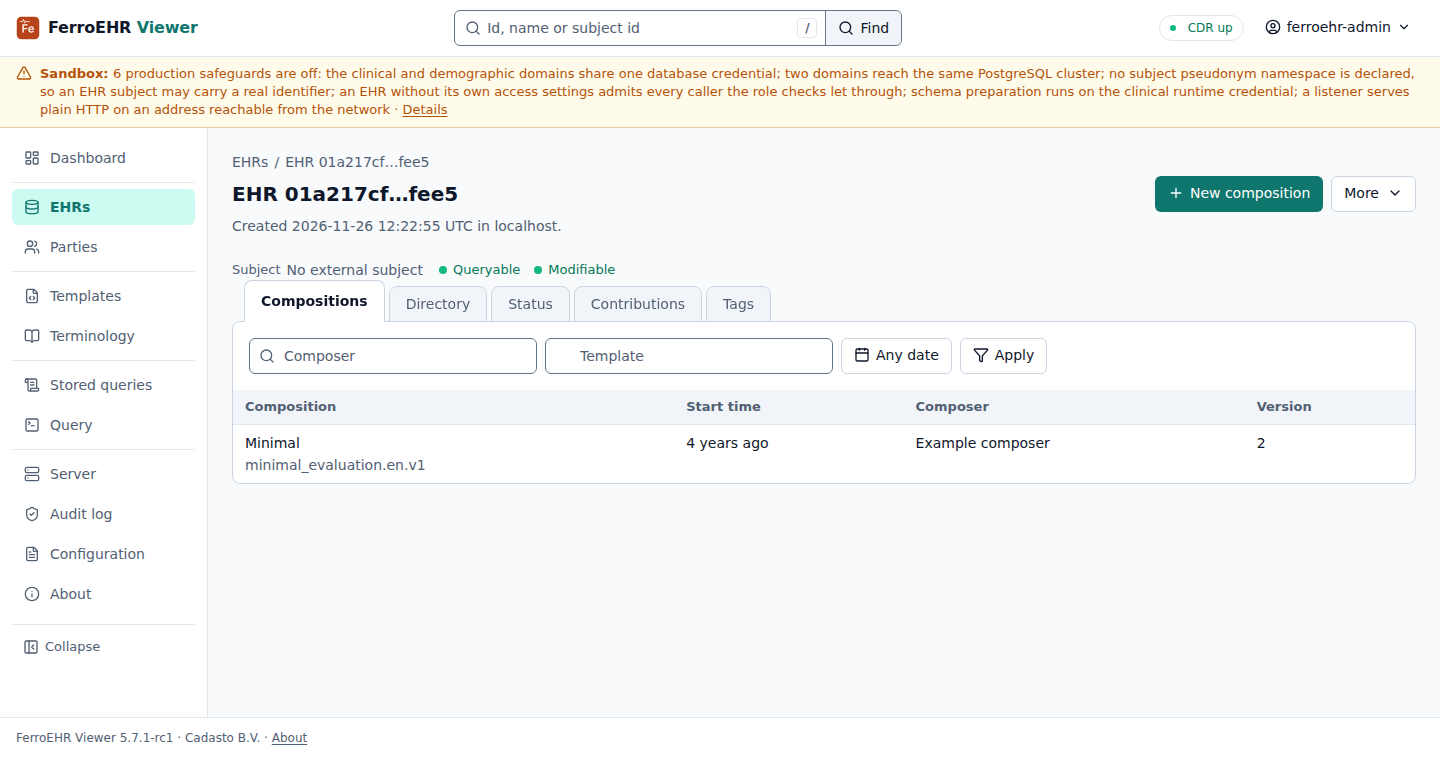 FerroEHR Viewer
Id, name or subject id
/
Find
CDR up
ferroehr-admin
Sandbox: 6 production safeguards are off: the clinical and demographic domains share one database credential; two domains reach the same PostgreSQL cluster; no subject pseudonym namespace is declared,
so an EHR subject may carry a real identifier; an EHR without its own access settings admits every caller the role checks let through; schema preparation runs on the clinical runtime credential; a listener serves
plain HTTP on an address reachable from the network · Details
Dashboard
EHRs
Parties
Templates
Terminology
Stored queries
Query
Server
Audit log
Configuration
About
Collapse
EHRs / EHR 01a217cf…fee5
EHR 01a217cf…fee5
New composition
More
Created 2026-11-26 12:22:55 UTC in localhost.
Subject No external subject Queryable Modifiable
Compositions Directory Status Contributions Tags
Composer Template Any date Apply
Composition Start time Composer Version
Minimal 4 years ago Example composer 2
minimal_evaluation.en.v1
FerroEHR Viewer 5.7.1-rc1 · Cadasto B.V. · About